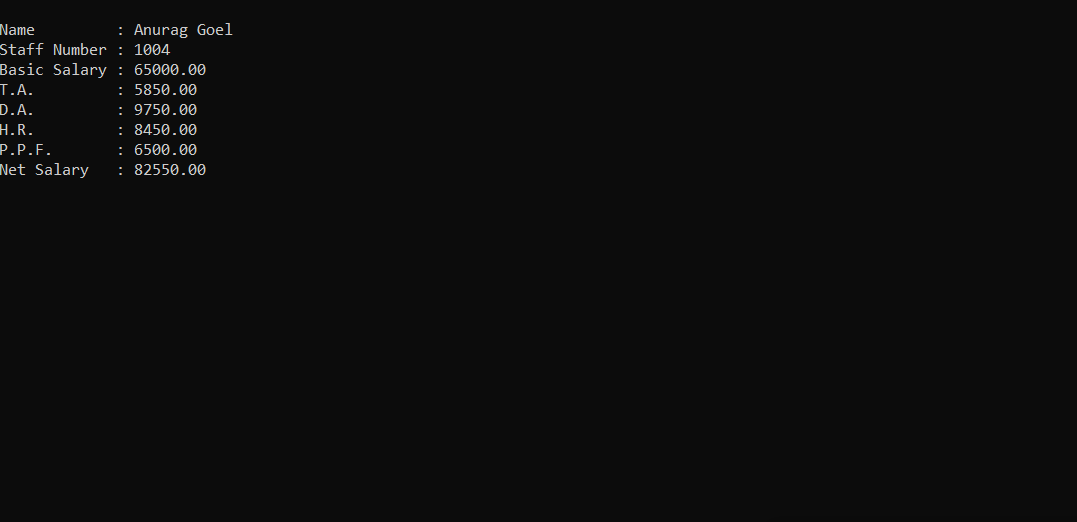 Name         : Anurag Goel
Staff Number : 1004
Basic Salary : 65000.00
T.A.         : 5850.00
D.A.         : 9750.00
H.R.         : 8450.00
P.P.F.       : 6500.00
Net Salary   : 82550.00